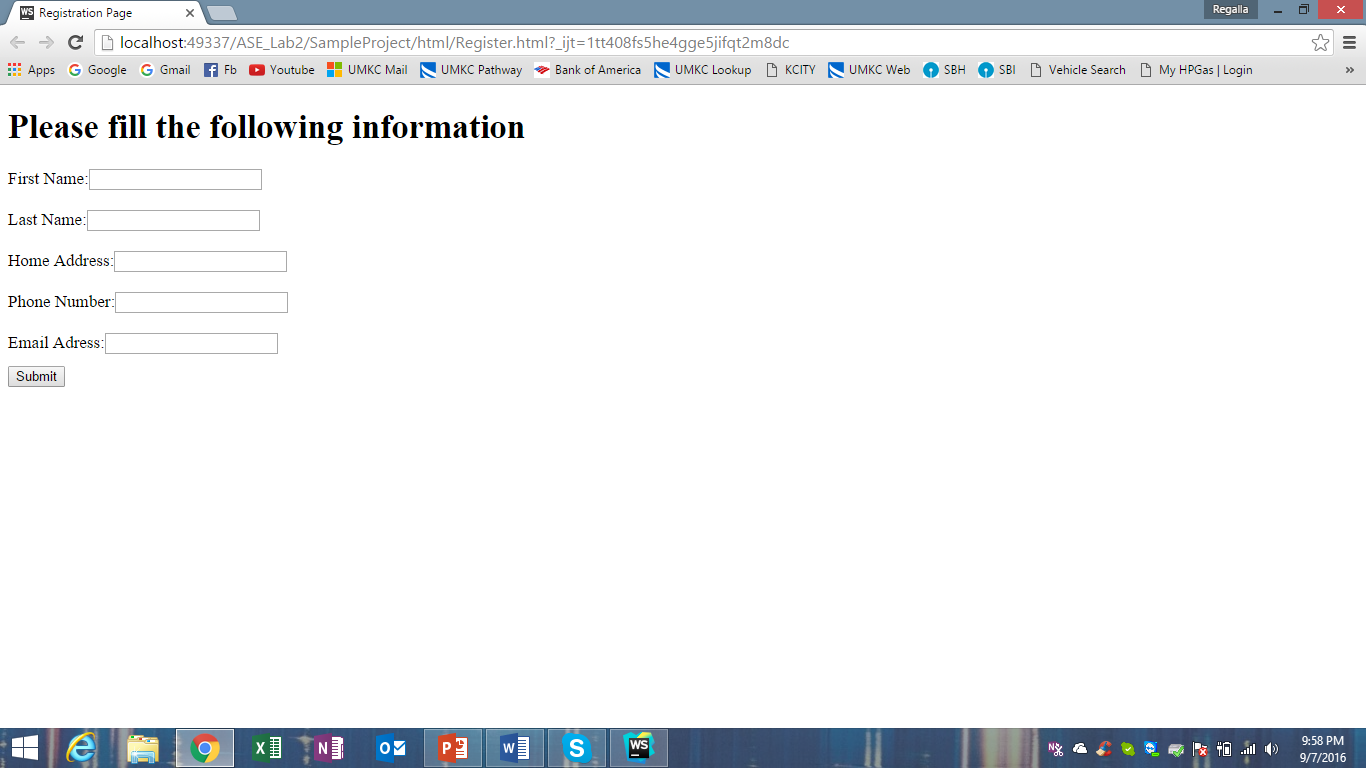 Registration Page
Regalla
localhost:49337/ASE_Lab2/SampleProject/html/Register.html?_ijt=1tt408fs5he4gge5jifqt2m8dc
Apps Google Gmail Fb Youtube UMKC Mail UMKC Pathway Bank of America UMKC Lookup KCITY UMKC Web SBH SBI Vehicle Search My HPGas | Login »
Please fill the following information
First Name:
Last Name:
Home Address:
Phone Number:
Email Adress:
Submit
9:58 PM
9/7/2016